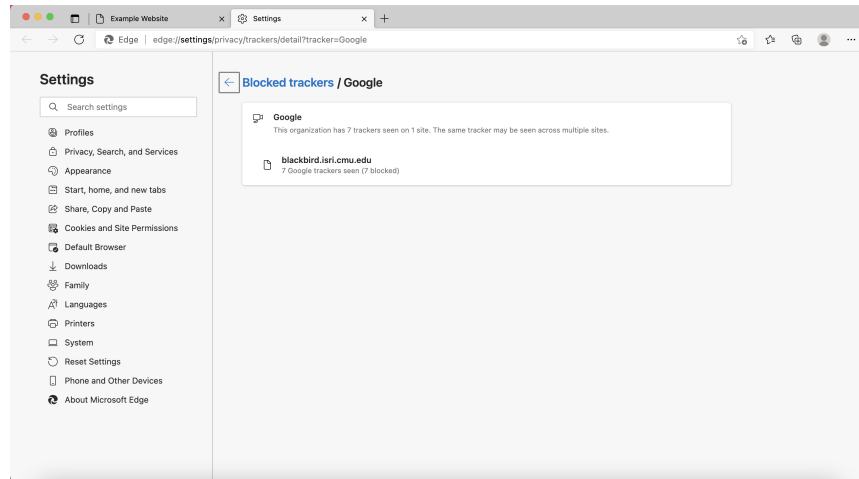 Example Website
Settings
Edge | edge://settings/privacy/trackers/detail?tracker=Google
Settings
Search settings
Profiles
Privacy, Search, and Services
Appearance
Start, home, and new tabs
Share, Copy and Paste
Cookies and Site Permissions
Default Browser
Downloads
Family
Languages
Printers
System
Reset Settings
Phone and Other Devices
About Microsoft Edge
Blocked trackers / Google
Google
This organization has 7 trackers seen on 1 site. The same tracker may be seen across multiple sites.
blackbird.isri.cmu.edu
7 Google trackers seen (7 blocked)